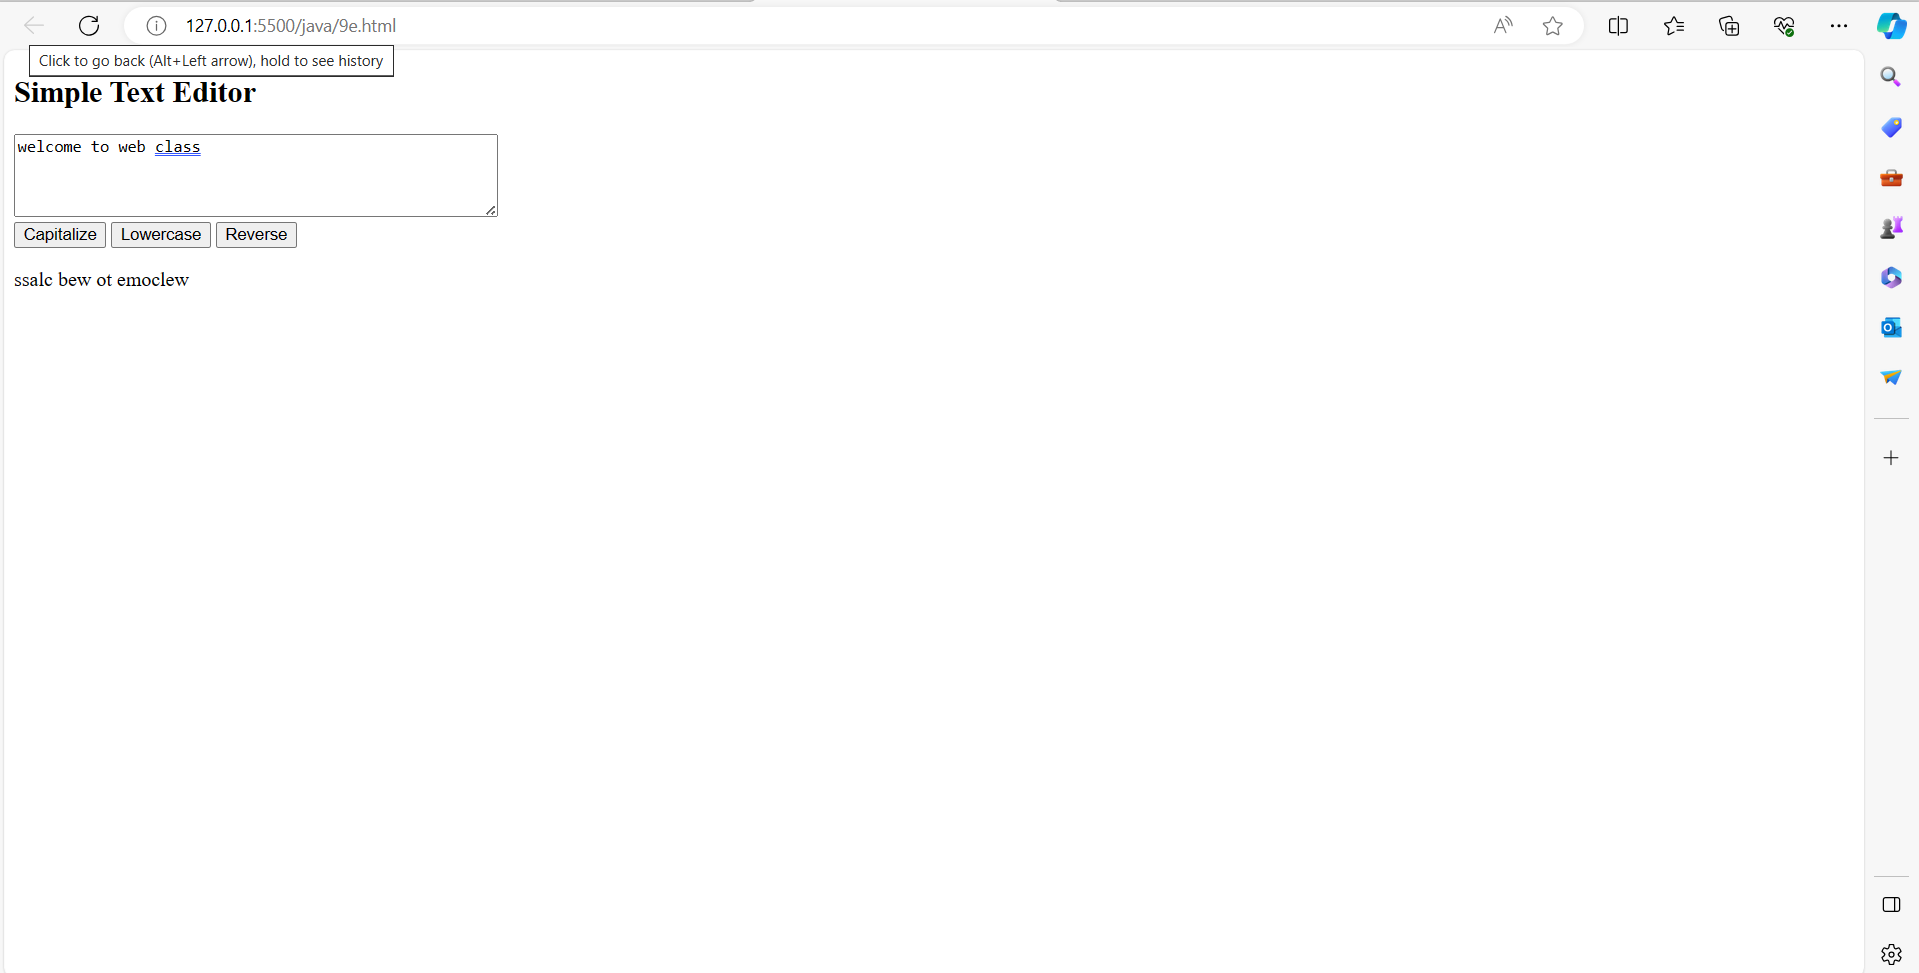 127.0.0.1:5500/java/9e.html
Click to go back (Alt+Left arrow), hold to see history
Simple Text Editor
welcome to web class
Capitalize Lowercase Reverse
ssalc bew ot emoclew